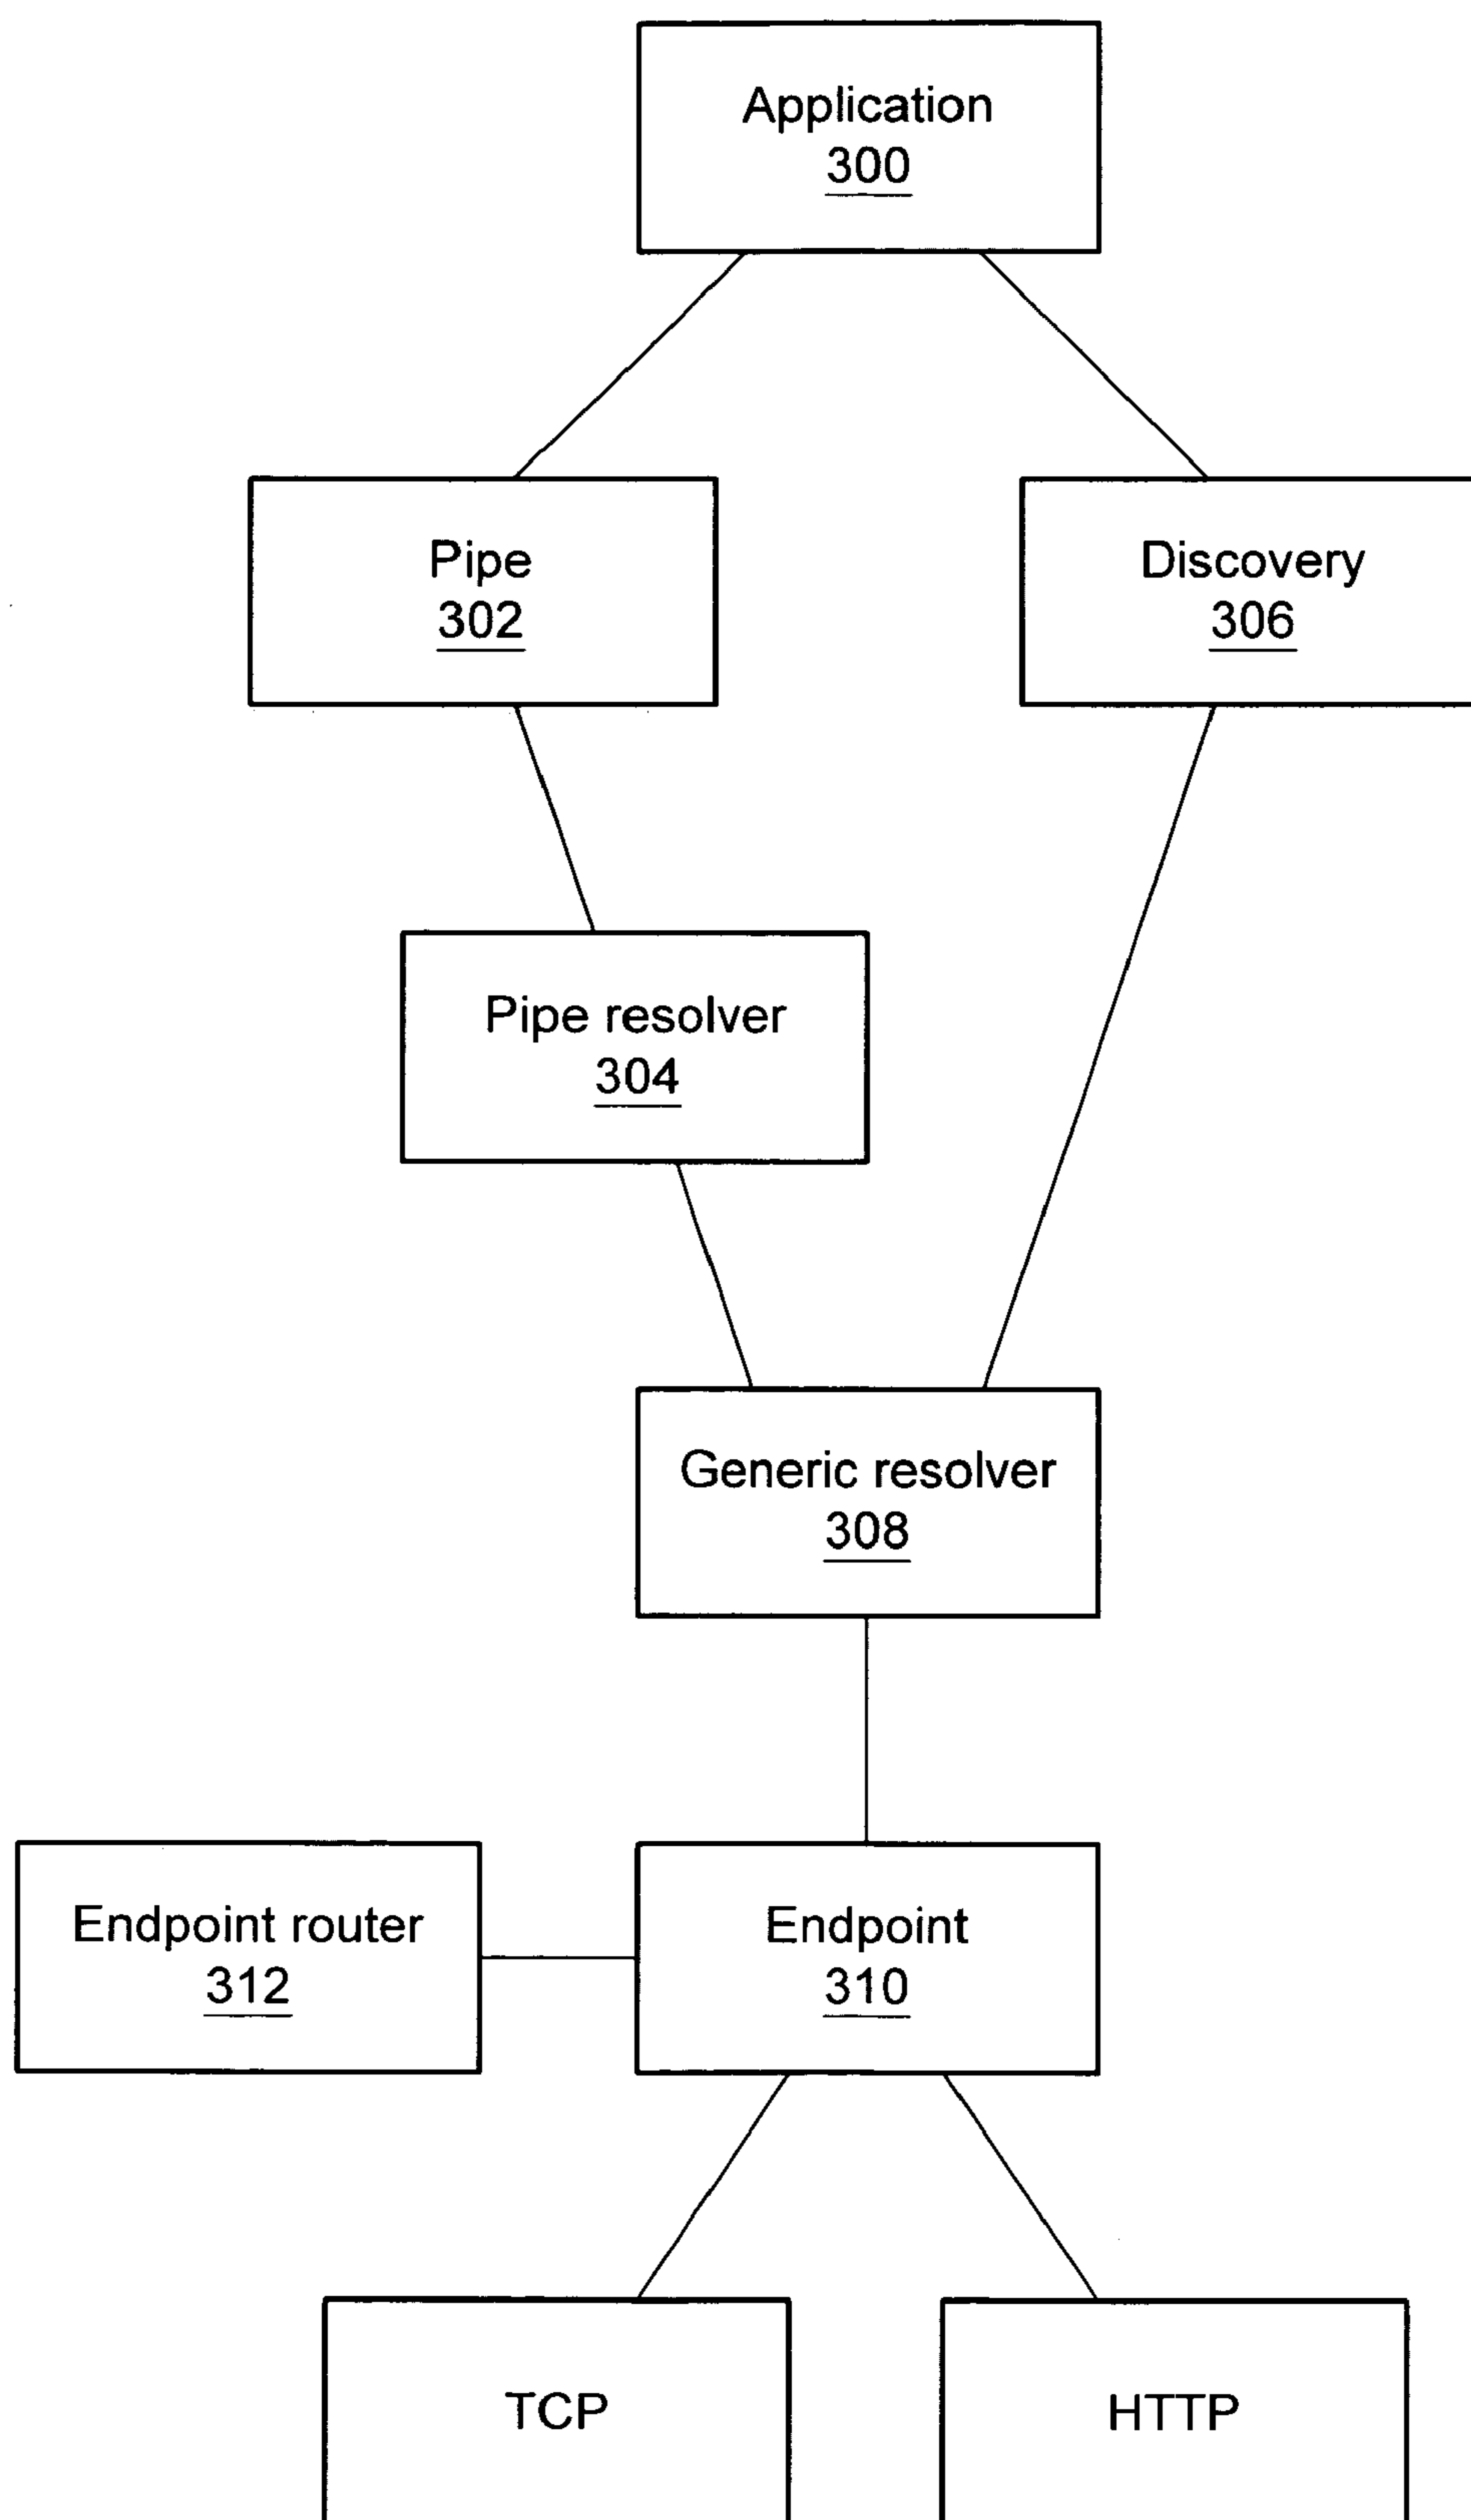 Application
300
Pipe
302
Discovery
306
Pipe resolver
304
Generic resolver
308
Endpoint router
312
Endpoint
310
TCP
HTTP